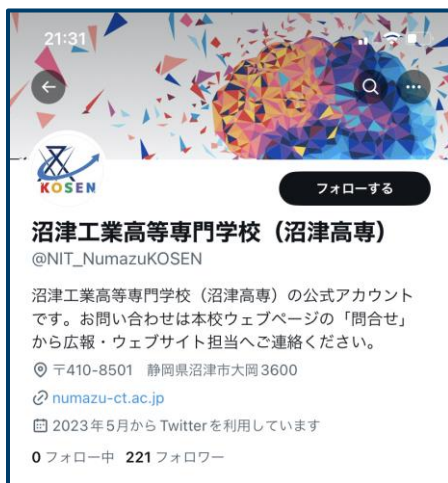 21:31
KOSEN
フォローする
沼津工業高等専門学校（沼津高専）
@NIT_NumazuKOSEN
沼津工業高等専門学校（沼津高専）の公式アカウント
です。お問い合わせは本校ウェブページの「問合せ」
から広報・ウェブサイト担当へご連絡ください。
〒410-8501　静岡県沼津市大岡3600
numazu-ct.ac.jp
2023年5月からTwitterを利用しています
0 フォロー中 221 フォロワー